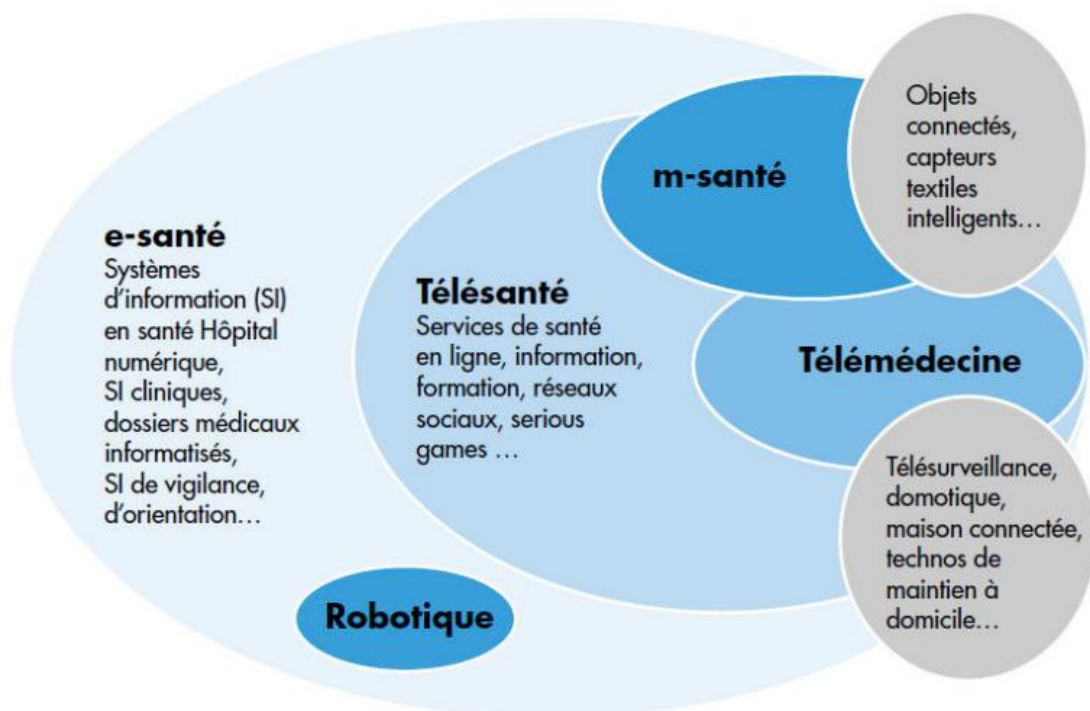 e-santé
Systèmes
d'information (SI)
en santé Hôpital
numérique,
SI cliniques,
dossiers médicaux
informatisés,
SI de vigilance,
d'orientation…
Télésanté
Services de santé
en ligne, information,
formation, réseaux
sociaux, serious
games …
m-santé
Objets
connectés,
capteurs
textiles
intelligents…
Télémédecine
Télésurveillance,
domotique,
maison connectée,
technos de
maintien à
domicile…
Robotique